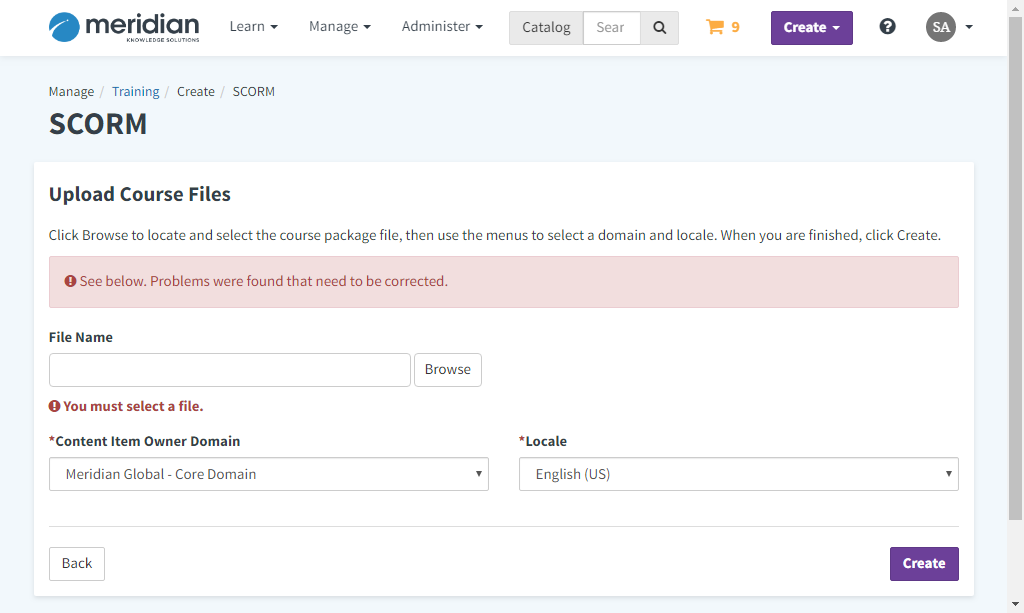 meridian
KNOWLEDGE SOLUTIONS
Learn
Manage
Administer
Catalog
Sear
9
Create
?
SA
Manage / Training / Create / SCORM
SCORM
Upload Course Files
Click Browse to locate and select the course package file, then use the menus to select a domain and locale. When you are finished, click Create.
See below. Problems were found that need to be corrected.
File Name
Browse
You must select a file.
*Content Item Owner Domain
*Locale
Meridian Global - Core Domain
English (US)
Back
Create